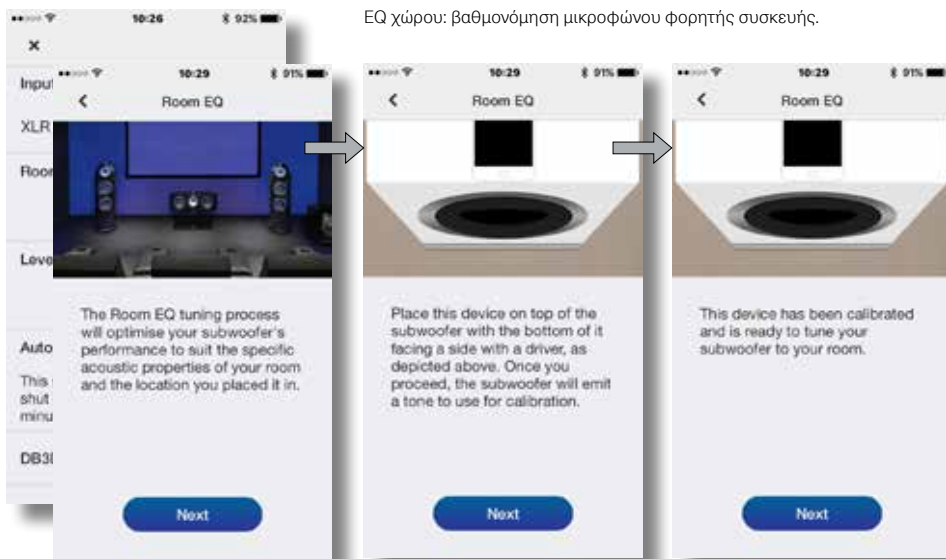 EQ χώρου: βαθμονόμηση μικροφώνου φορητής συσκευής.
10:26
92%
×
Input
XLR
Room
Leve
Auto
This
shut
minu
10:29
91%
Room EQ
The Room EQ tuning process
will optimise your subwoofer's
performance to suit the specific
acoustic properties of your room
and the location you placed it in.
Next
10:29
91%
Room EQ
Place this device on top of the
subwoofer with the bottom of it
facing a side with a driver, as
depicted above. Once you
proceed, the subwoofer will emit
a tone to use for calibration.
Next
10:29
91%
Room EQ
This device has been calibrated
and is ready to tune your
subwoofer to your room.
Next